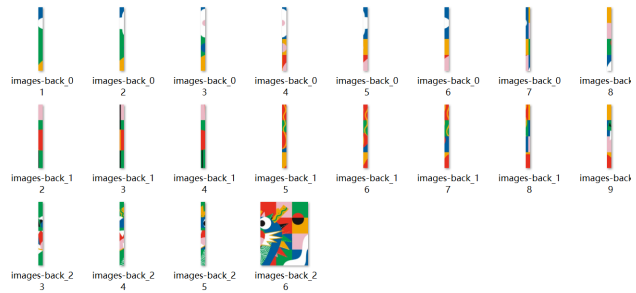 images-back_0 images-back_0 images-back_0 images-back_0 images-back_0 images-back_0 images-back_0 images-back
1 2 3 4 5 6 7 8
images-back_1 images-back_1 images-back_1 images-back_1 images-back_1 images-back_1 images-back_1 images-back
2 3 4 5 6 7 8 9
images-back_2 images-back_2 images-back_2 images-back_2
3 4 5 6